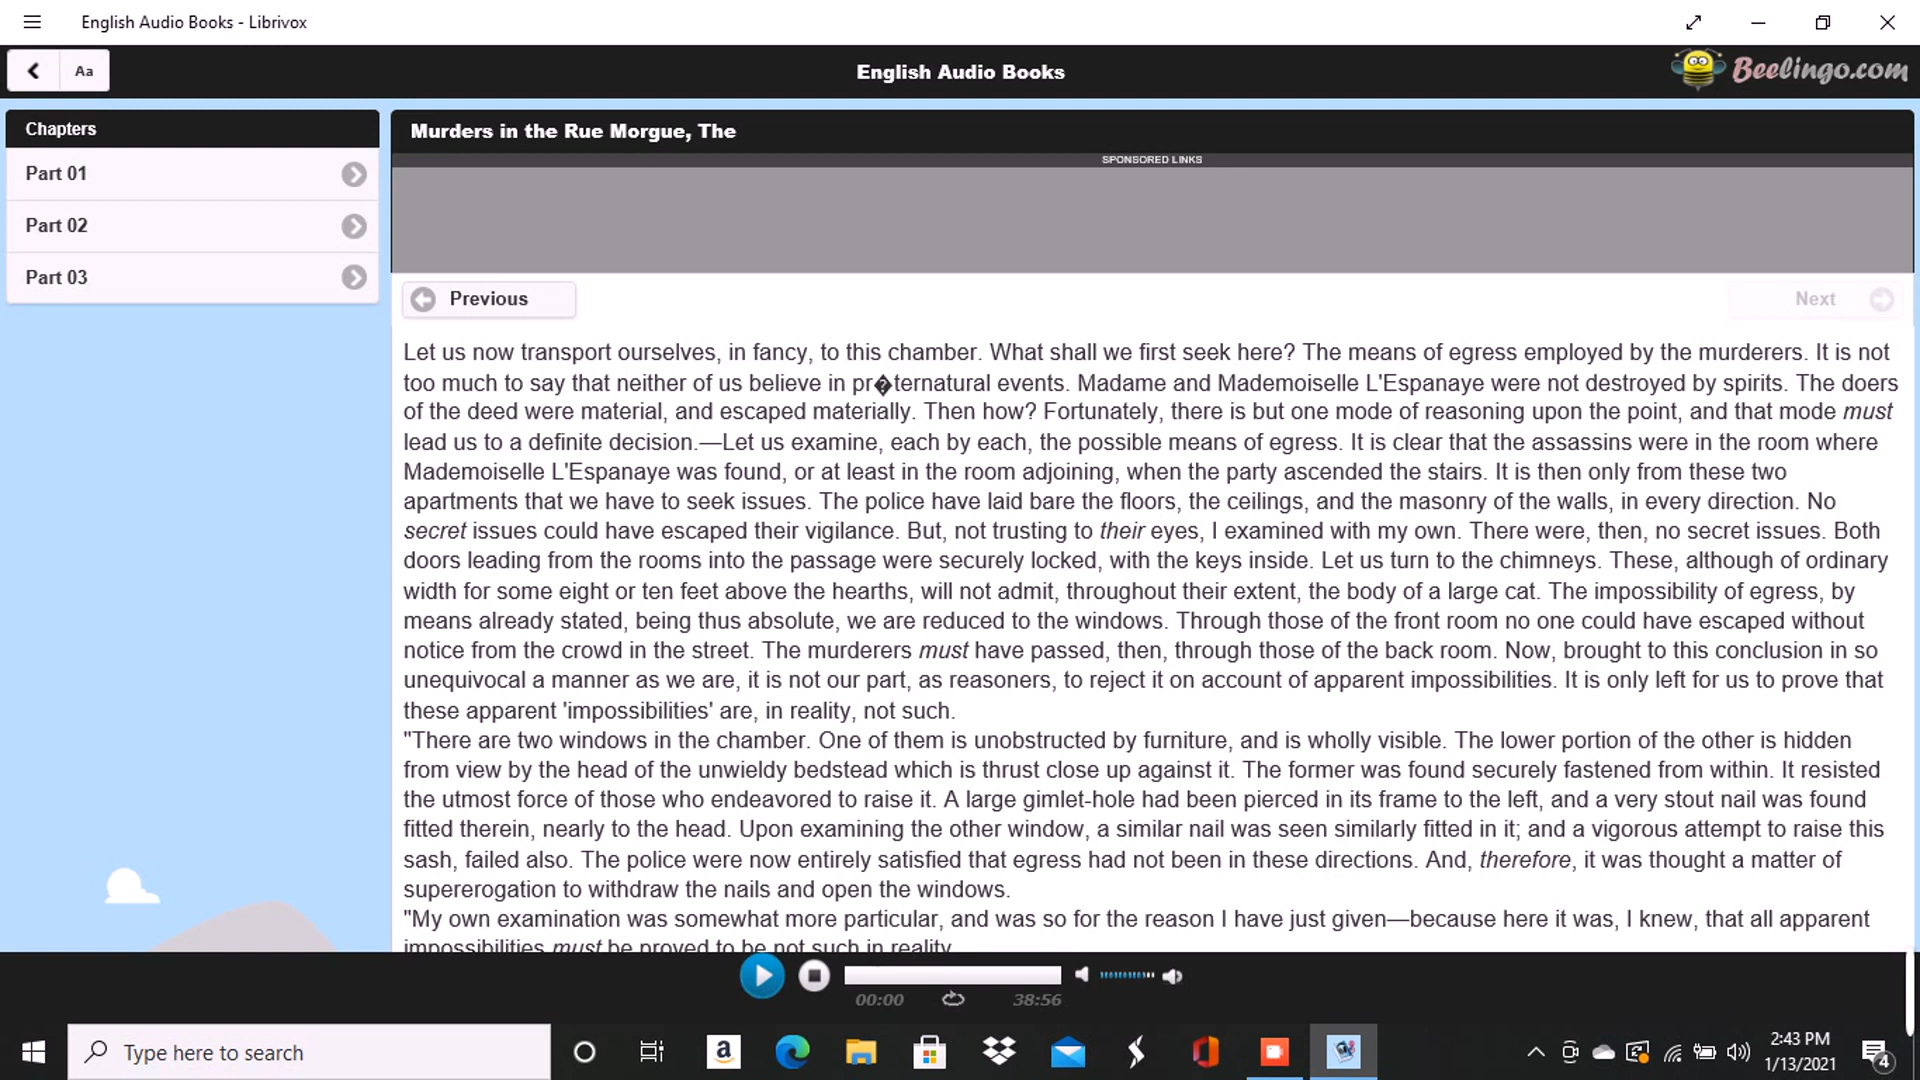 English Audio Books - Librivox
Aa
English Audio Books
Beelingo.com
Chapters
Part 01
Part 02
Part 03
Murders in the Rue Morgue, The
SPONSORED LINKS
Previous
Next
Let us now transport ourselves, in fancy, to this chamber. What shall we first seek here? The means of egress employed by the murderers. It is not
too much to say that neither of us believe in pr�ternatural events. Madame and Mademoiselle L'Espanaye were not destroyed by spirits. The doers
of the deed were material, and escaped materially. Then how? Fortunately, there is but one mode of reasoning upon the point, and that mode must
lead us to a definite decision.—Let us examine, each by each, the possible means of egress. It is clear that the assassins were in the room where
Mademoiselle L'Espanaye was found, or at least in the room adjoining, when the party ascended the stairs. It is then only from these two
apartments that we have to seek issues. The police have laid bare the floors, the ceilings, and the masonry of the walls, in every direction. No
secret issues could have escaped their vigilance. But, not trusting to their eyes, I examined with my own. There were, then, no secret issues. Both
doors leading from the rooms into the passage were securely locked, with the keys inside. Let us turn to the chimneys. These, although of ordinary
width for some eight or ten feet above the hearths, will not admit, throughout their extent, the body of a large cat. The impossibility of egress, by
means already stated, being thus absolute, we are reduced to the windows. Through those of the front room no one could have escaped without
notice from the crowd in the street. The murderers must have passed, then, through those of the back room. Now, brought to this conclusion in so
unequivocal a manner as we are, it is not our part, as reasoners, to reject it on account of apparent impossibilities. It is only left for us to prove that
these apparent 'impossibilities' are, in reality, not such.
"There are two windows in the chamber. One of them is unobstructed by furniture, and is wholly visible. The lower portion of the other is hidden
from view by the head of the unwieldy bedstead which is thrust close up against it. The former was found securely fastened from within. It resisted
the utmost force of those who endeavored to raise it. A large gimlet-hole had been pierced in its frame to the left, and a very stout nail was found
fitted therein, nearly to the head. Upon examining the other window, a similar nail was seen similarly fitted in it; and a vigorous attempt to raise this
sash, failed also. The police were now entirely satisfied that egress had not been in these directions. And, therefore, it was thought a matter of
supererogation to withdraw the nails and open the windows.
"My own examination was somewhat more particular, and was so for the reason I have just given—because here it was, I knew, that all apparent
impossibilities must be proved to be not such in reality.
00:00
38:56
Type here to search
a
2:43 PM
1/13/2021
4